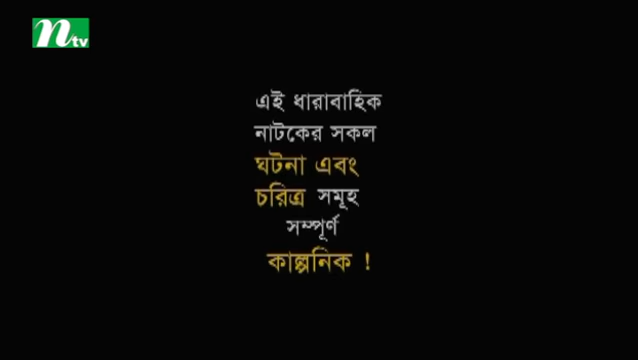 ntv
এই ধারাবাহিক
নাটকের সকল
ঘটনা এবং
চরিত্র সমূহ
সম্পূর্ণ
কাল্পনিক !